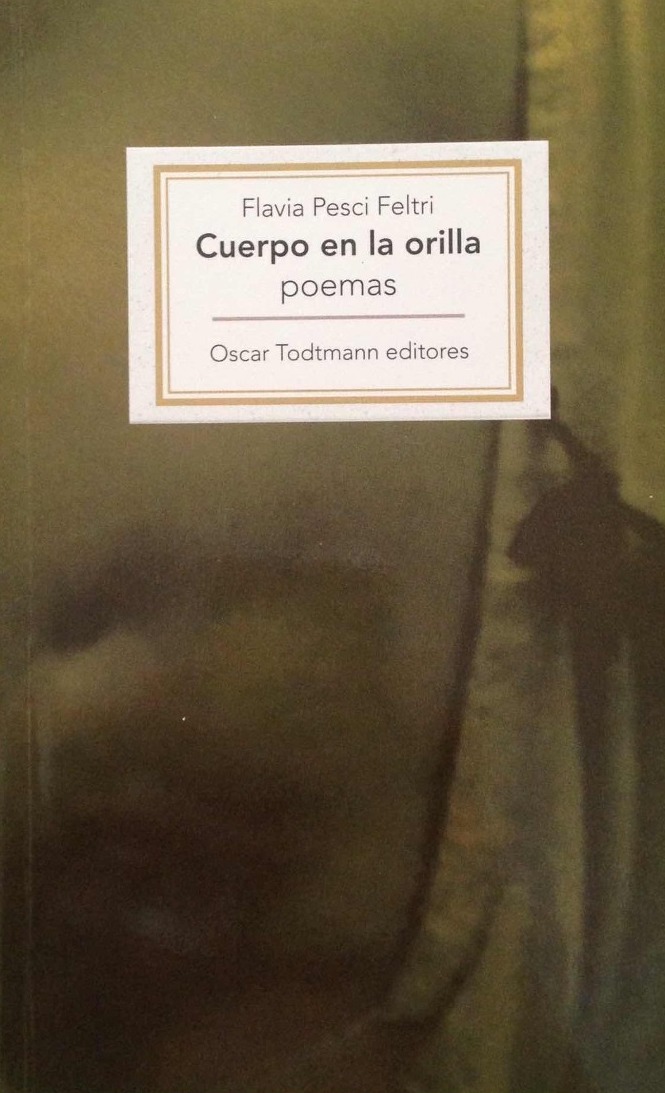 Flavia Pesci Feltri
Cuerpo en la orilla
poemas
Oscar Todtmann editores